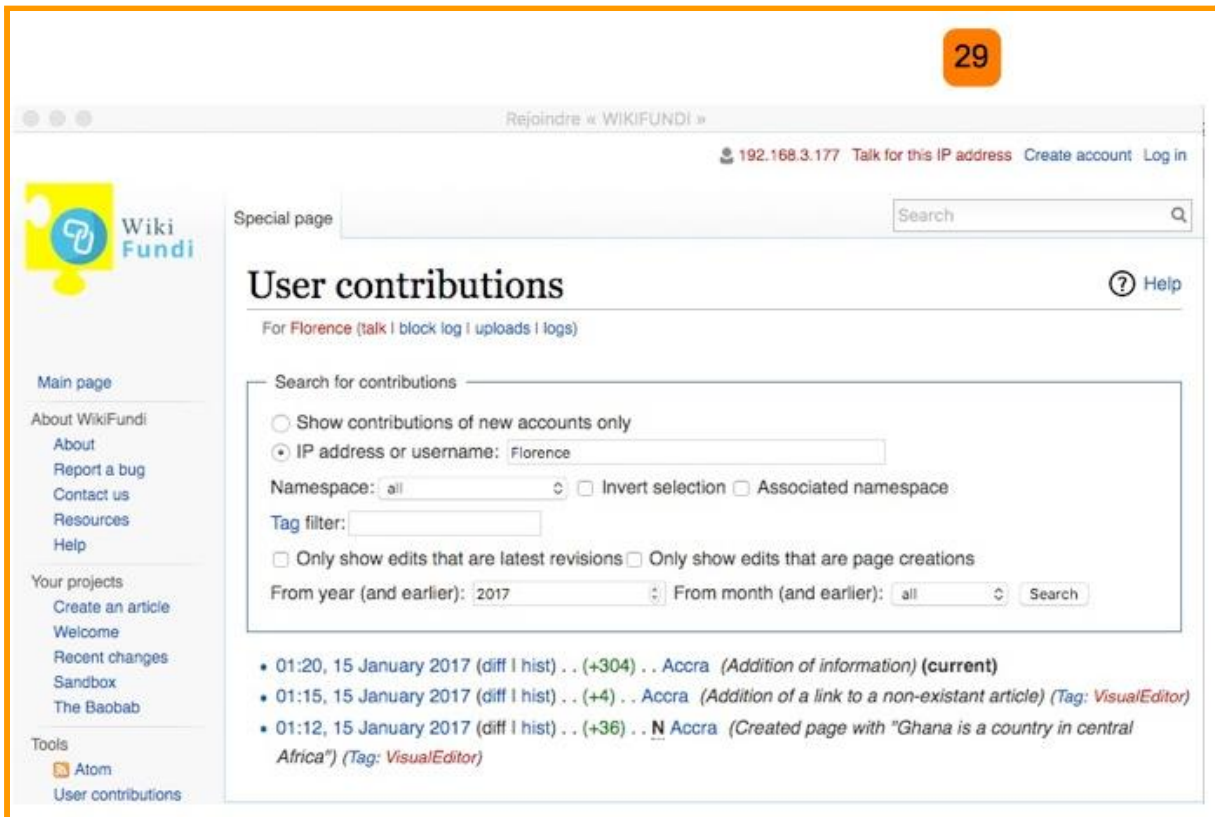 29
Rejoindre « WIKIFUNDI »
192.168.3.177 Talk for this IP address Create account Log in
Wiki
Fundi
Special page
Search
User contributions
Help
For Florence (talk | block log | uploads | logs)
Main page
About WikiFundi
About
Report a bug
Contact us
Resources
Help
Your projects
Create an article
Welcome
Recent changes
Sandbox
The Baobab
Tools
Atom
User contributions
Search for contributions
Show contributions of new accounts only
IP address or username: Florence
Namespace: all Invert selection Associated namespace
Tag filter:
Only show edits that are latest revisions Only show edits that are page creations
From year (and earlier): 2017 From month (and earlier): all Search
• 01:20, 15 January 2017 (diff | hist) . . (+304) . . Accra (Addition of information) (current)
• 01:15, 15 January 2017 (diff | hist) . . (+4) . . Accra (Addition of a link to a non-existant article) (Tag: VisualEditor)
• 01:12, 15 January 2017 (diff | hist) . . (+36) . . N Accra (Created page with "Ghana is a country in central
Africa") (Tag: VisualEditor)